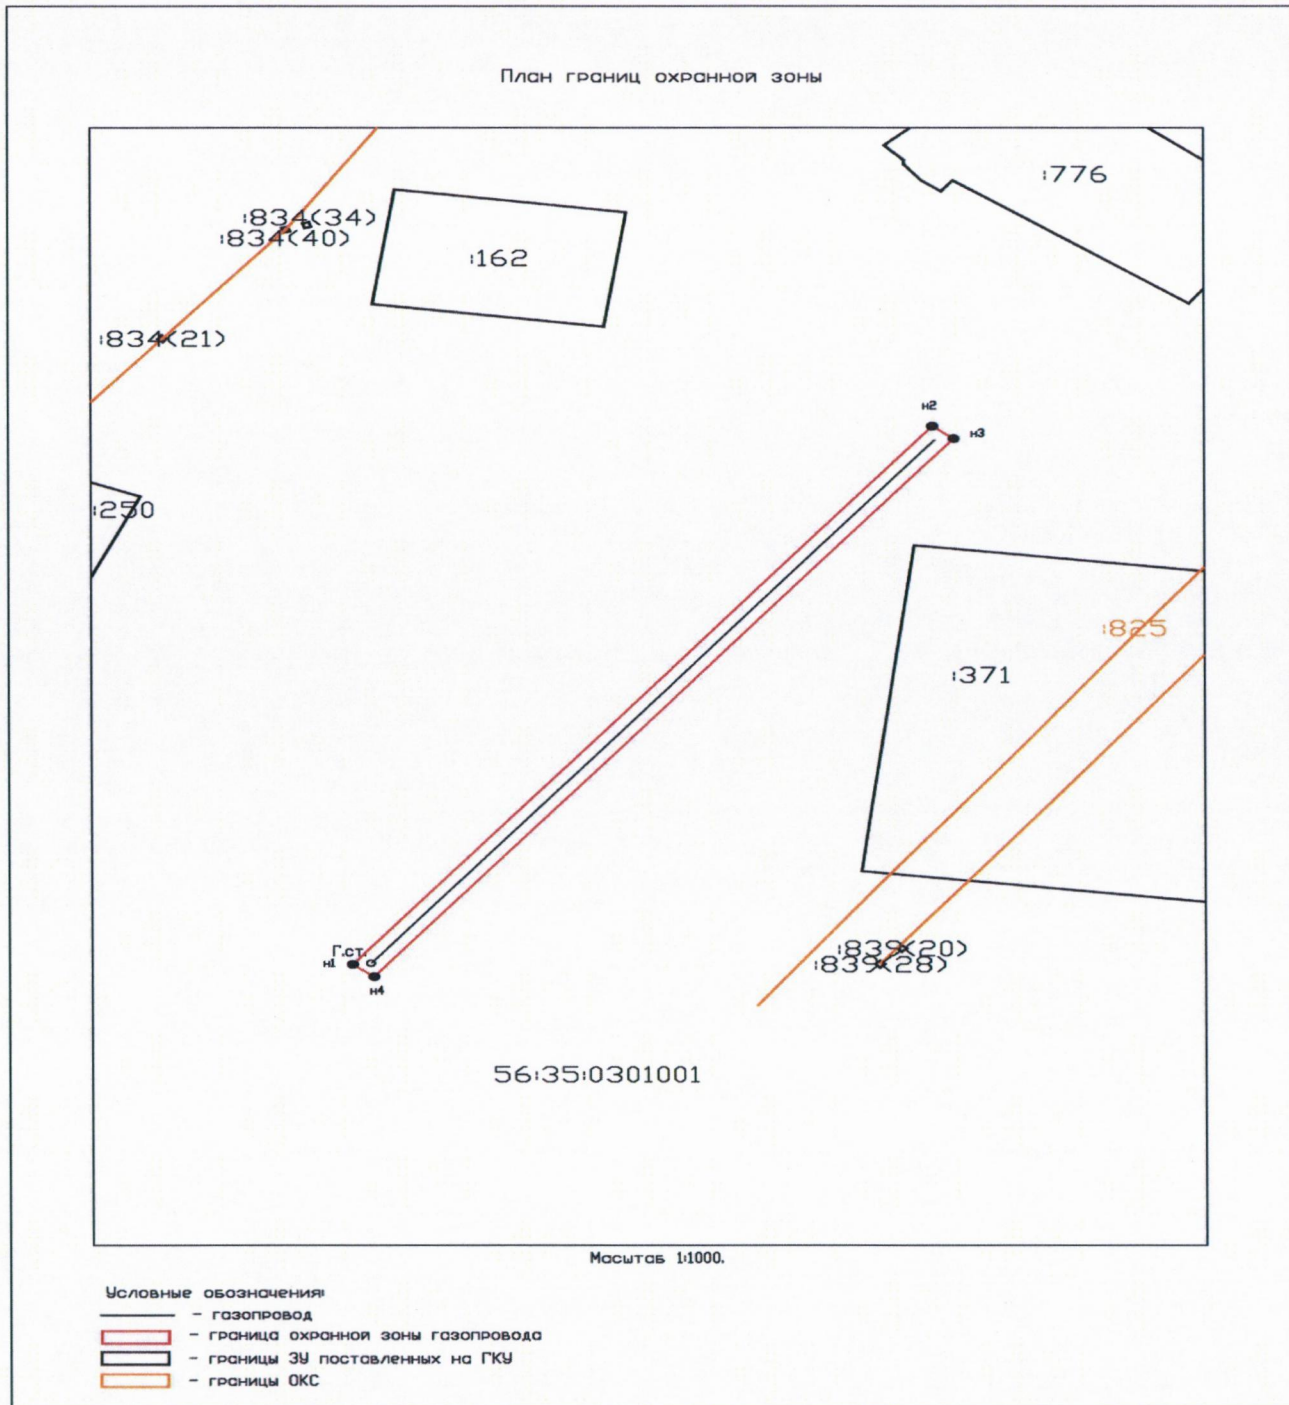 План границ охранной зоны
:776
:834(34)
:834(40)
:162
:834(21)
н2
н3
:250
:825
:371
Г.ст.
н1
н4
:839(20)
:839(28)
56:35:0301001
Масштаб 1:1000.
Условные обозначения:
- газопровод
- граница охранной зоны газопровода
- границы ЗУ поставленных на ГКУ
- границы ОКС